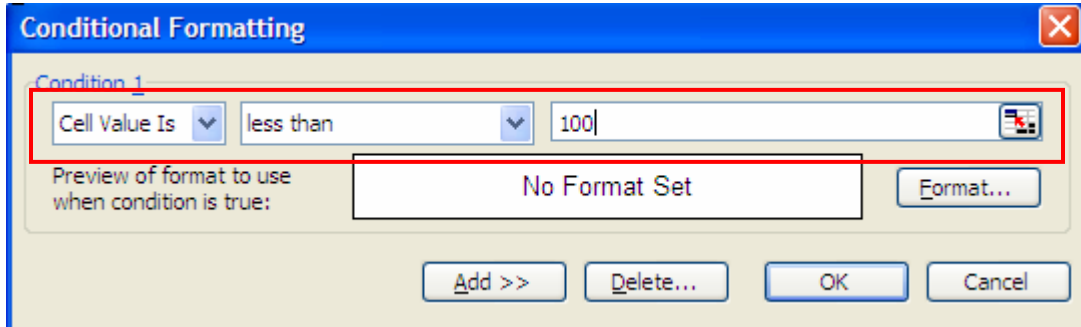 Conditional Formatting
Condition 1
Cell Value Is less than 100
Preview of format to use
when condition is true:
No Format Set
Format...
Add >> Delete... OK Cancel